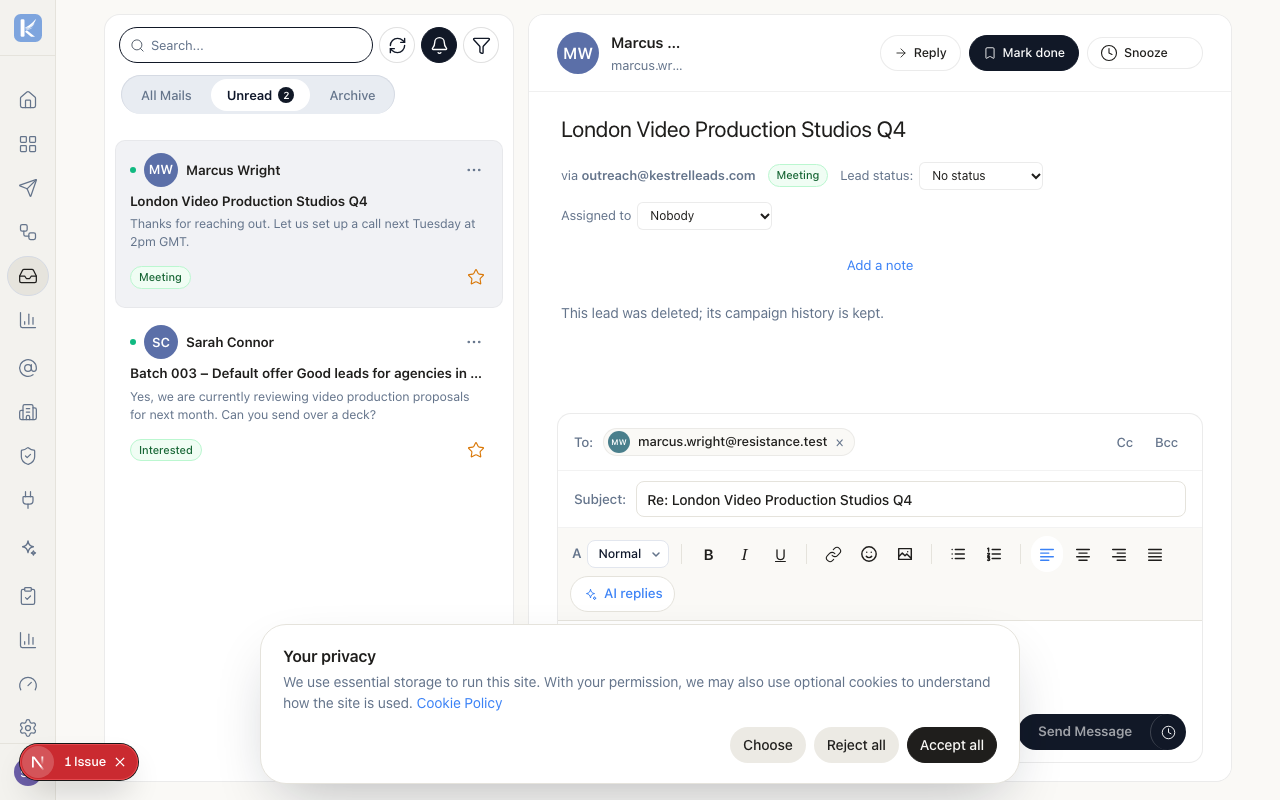 Search...
All Mails
Unread 2
Archive
MW
Marcus Wright
London Video Production Studios Q4
Thanks for reaching out. Let us set up a call next Tuesday at
2pm GMT.
Meeting
SC
Sarah Connor
Batch 003 – Default offer Good leads for agencies in ...
Yes, we are currently reviewing video production proposals
for next month. Can you send over a deck?
Interested
MW
Marcus ...
marcus.wr...
Reply
Mark done
Snooze
London Video Production Studios Q4
via outreach@kestrelleads.com
Meeting
Lead status:
No status
Assigned to
Nobody
Add a note
This lead was deleted; its campaign history is kept.
To:
MW
marcus.wright@resistance.test ×
Cc
Bcc
Subject:
Re: London Video Production Studios Q4
A
Normal
B
I
U
AI replies
Send Message
Your privacy
We use essential storage to run this site. With your permission, we may also use optional cookies to understand
how the site is used. Cookie Policy
Choose
Reject all
Accept all
N
1 Issue